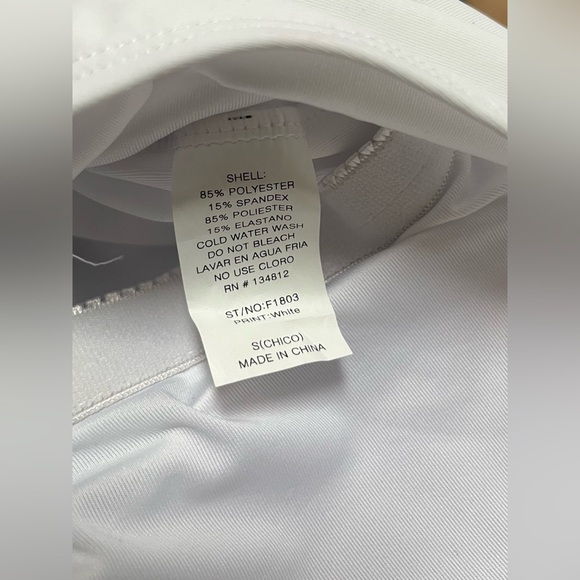 SHELL:
85% POLYESTER
15% SPANDEX
85% POLIESTER
15% ELASTANO
COLD WATER WASH
DO NOT BLEACH
LAVAR EN AGUA FRIA
NO USE CLORO
RN # 134812
ST/NO:F1803
PRINT:White
S(CHICO)
MADE IN CHINA